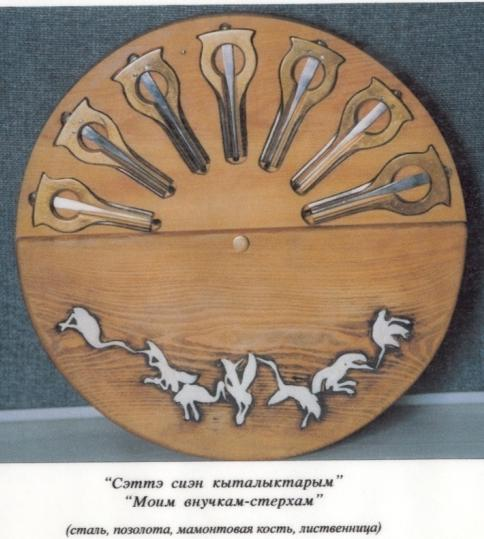 “Сэттэ сиэн кыталыктарым”
“Моим внучкам-стерхам”
(сталь, позолота, мамонтовая кость, лиственница)